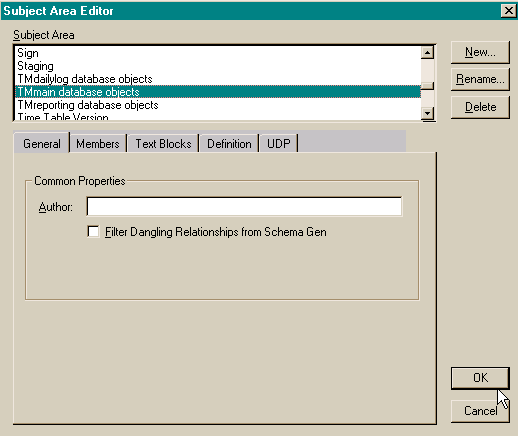 Subject Area Editor
Subject Area
Sign
Staging
TMdailylog database objects
TMmain database objects
TMreporting database objects
Time Table Version
New...
Rename...
Delete
General Members Text Blocks Definition UDP
Common Properties
Author:
Filter Dangling Relationships from Schema Gen
OK
Cancel